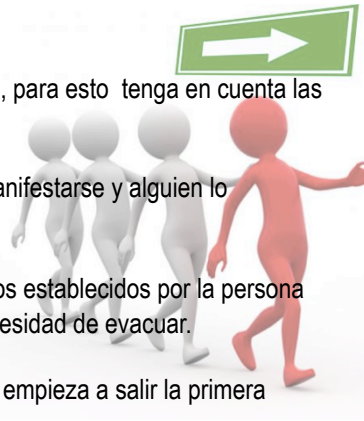 , para esto tenga en cuenta las
anifestarse y alguien lo
os establecidos por la persona
esidad de evacuar.
empieza a salir la primera